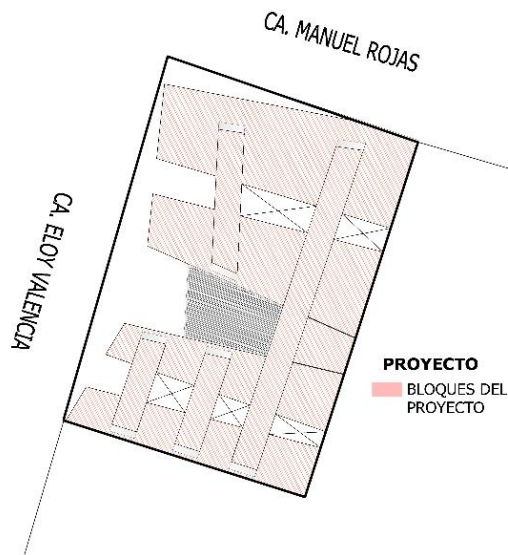 CA. MANUEL ROJAS
CA. ELOY VALENCIA
PROYECTO
BLOQUES DEL
PROYECTO